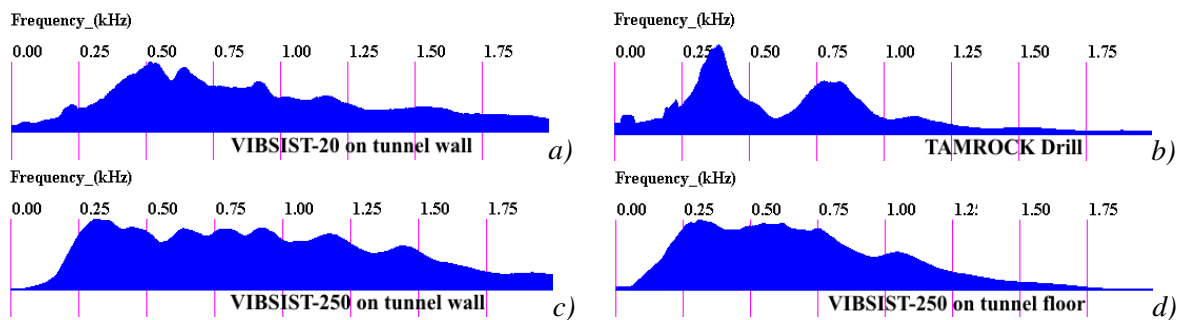 Frequency_(kHz)
0.00 0.25 0.50 0.75 1.00 1.25 1.50 1.75
VIBSIST-20 on tunnel wall
a)
Frequency_(kHz)
0.00 0.25 0.50 0.75 1.00 1.25 1.50 1.75
TAMROCK Drill
b)
Frequency_(kHz)
0.00 0.25 0.50 0.75 1.00 1.25 1.50 1.75
VIBSIST-250 on tunnel wall
c)
Frequency_(kHz)
0.00 0.25 0.50 0.75 1.00 1.2 1.50 1.75
VIBSIST-250 on tunnel floor
d)